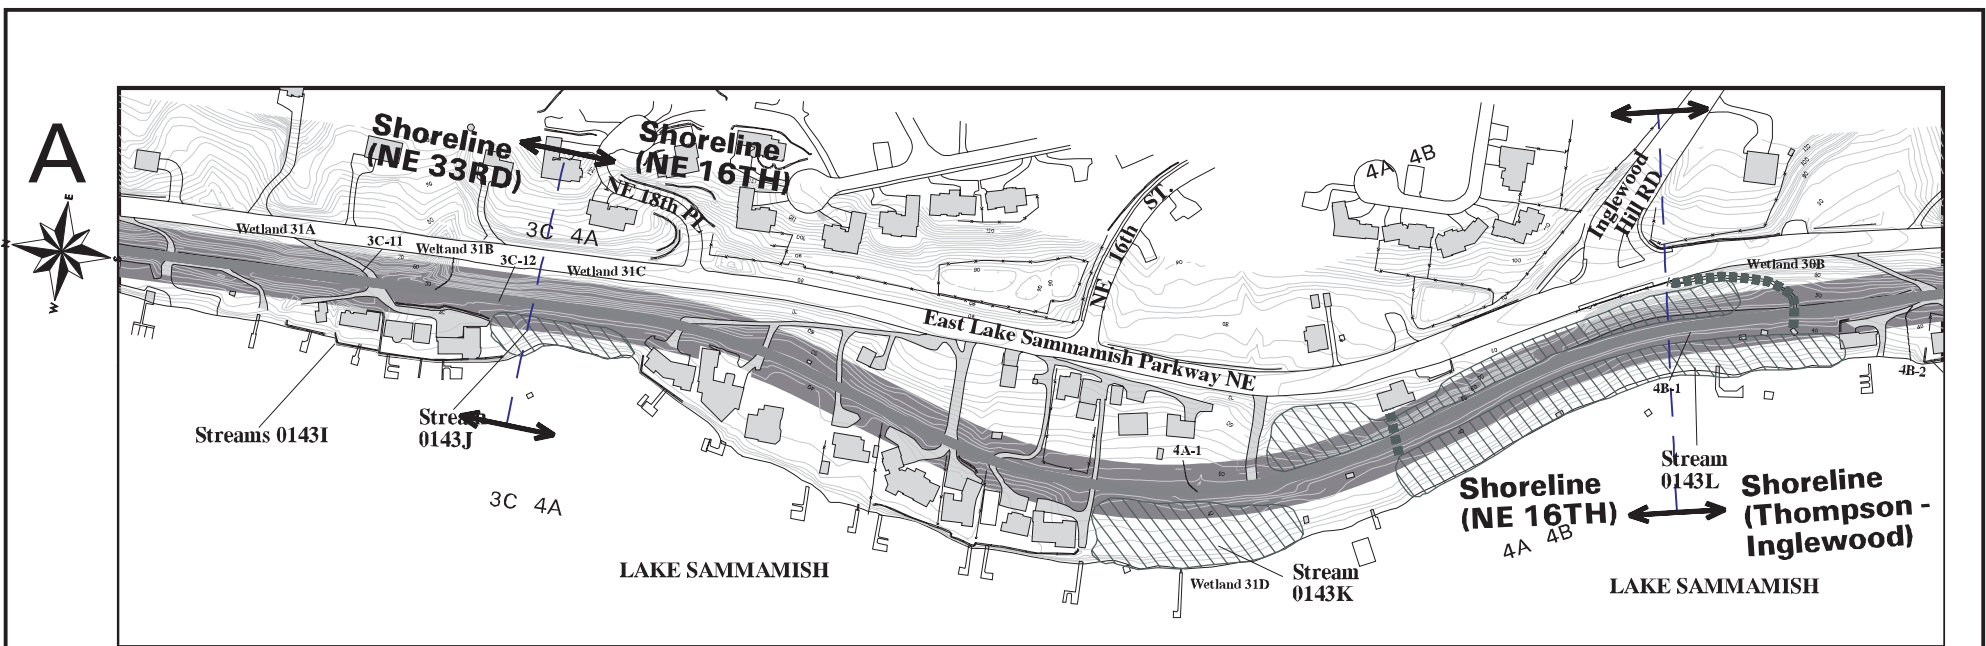 A
E
N
S
W
Shoreline
(NE 33RD)
Shoreline
(NE 16TH)
NE 18th PL
3C 4A
Wetland 31A
3C-11
Weltand 31B
3C-12
Wetland 31C
4A 4B
NE 16th ST.
Inglewood
Hill RD
Wetland 30B
East Lake Sammamish Parkway NE
Streams 0143I
Stream
0143J
3C 4A
4A-1
4B-1
4B-2
Stream
0143L
Shoreline
(NE 16TH)
4A 4B
Shoreline
(Thompson -
Inglewood)
LAKE SAMMAMISH
Wetland 31D
Stream
0143K
LAKE SAMMAMISH